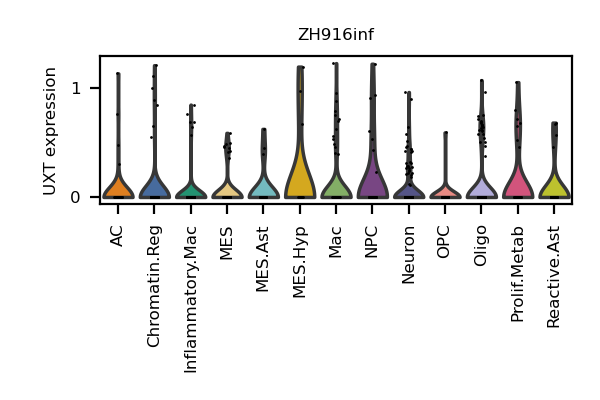 ZH916inf
UXT expression
1
0
AC
Chromatin.Reg
Inflammatory.Mac
MES
MES.Ast
MES.Hyp
Mac
NPC
Neuron
OPC
Oligo
Prolif.Metab
Reactive.Ast